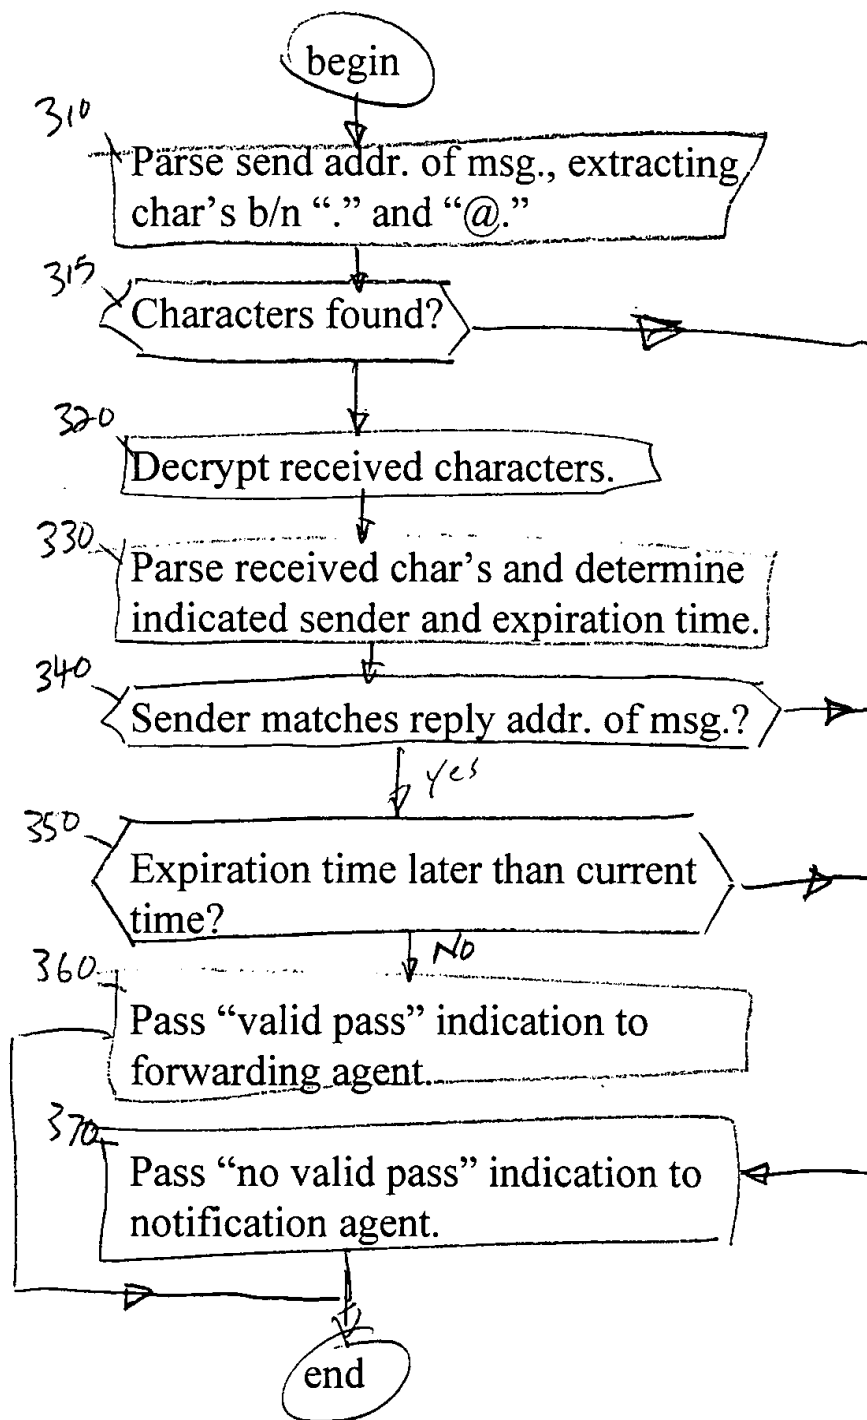 begin
310
Parse send addr. of msg., extracting
char's b/n “.” and “@.”
315
Characters found?
320
Decrypt received characters.
330
Parse received char's and determine
indicated sender and expiration time.
340
Sender matches reply addr. of msg.?
Yes
350
Expiration time later than current
time?
No
360
Pass “valid pass” indication to
forwarding agent.
370
Pass “no valid pass” indication to
notification agent.
end